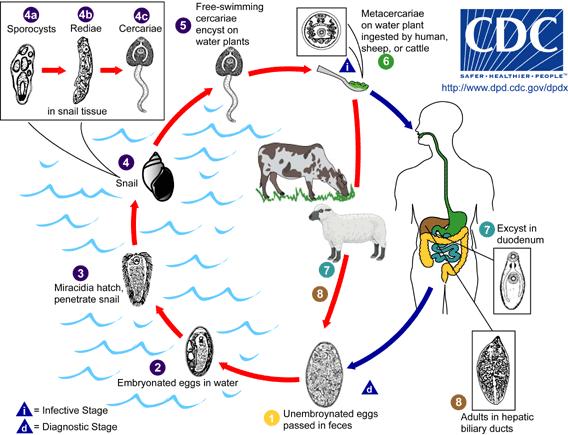 4a
4b
4c
Sporocysts
Rediae
Cercariae
in snail tissue
5
Free-swimming
cercariae
encyst on
water plants
Metacercariae
on water plant
ingested by human,
sheep, or cattle
6
i
CDC
SAFER·HEALTHIER·PEOPLE™
http://www.dpd.cdc.gov/dpdx
4
Snail
3
Miracidia hatch,
penetrate snail
2
Embryonated eggs in water
7
8
7
Excyst in
duodenum
d
1
Unembroynated eggs
passed in feces
8
Adults in hepatic
biliary ducts
i = Infective Stage
d = Diagnostic Stage